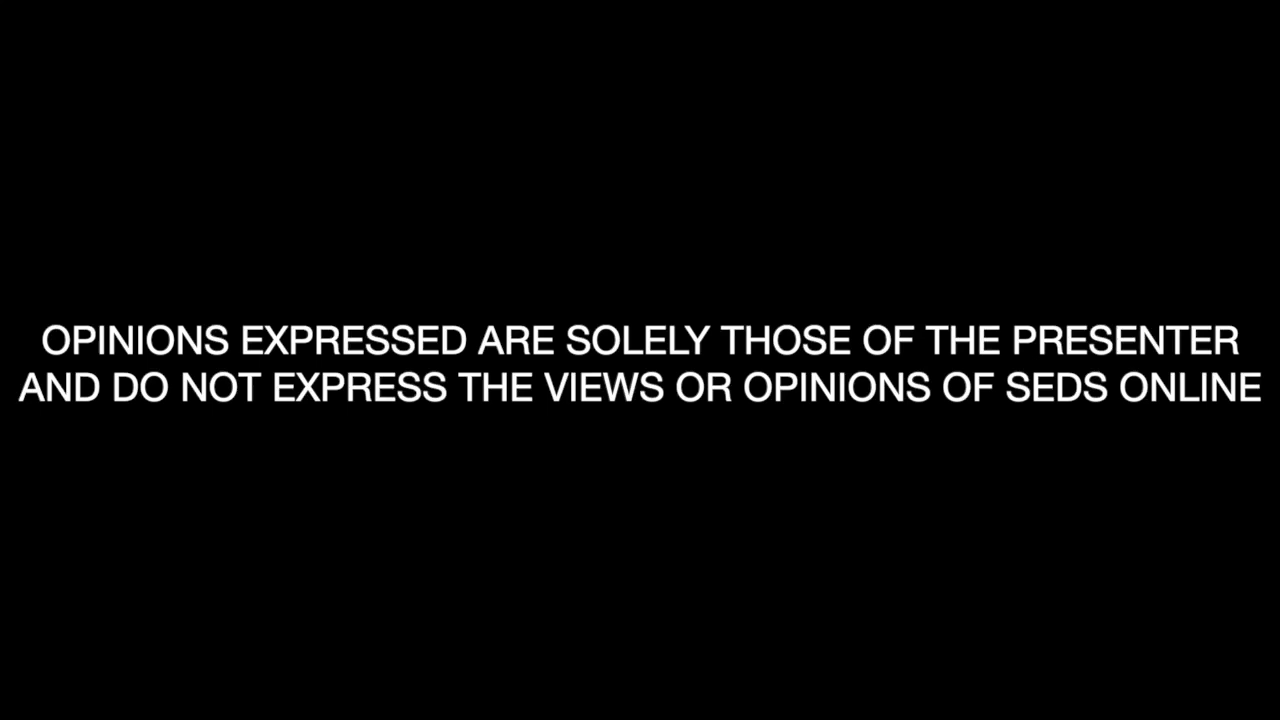 OPINIONS EXPRESSED ARE SOLELY THOSE OF THE PRESENTER
AND DO NOT EXPRESS THE VIEWS OR OPINIONS OF SEDS ONLINE